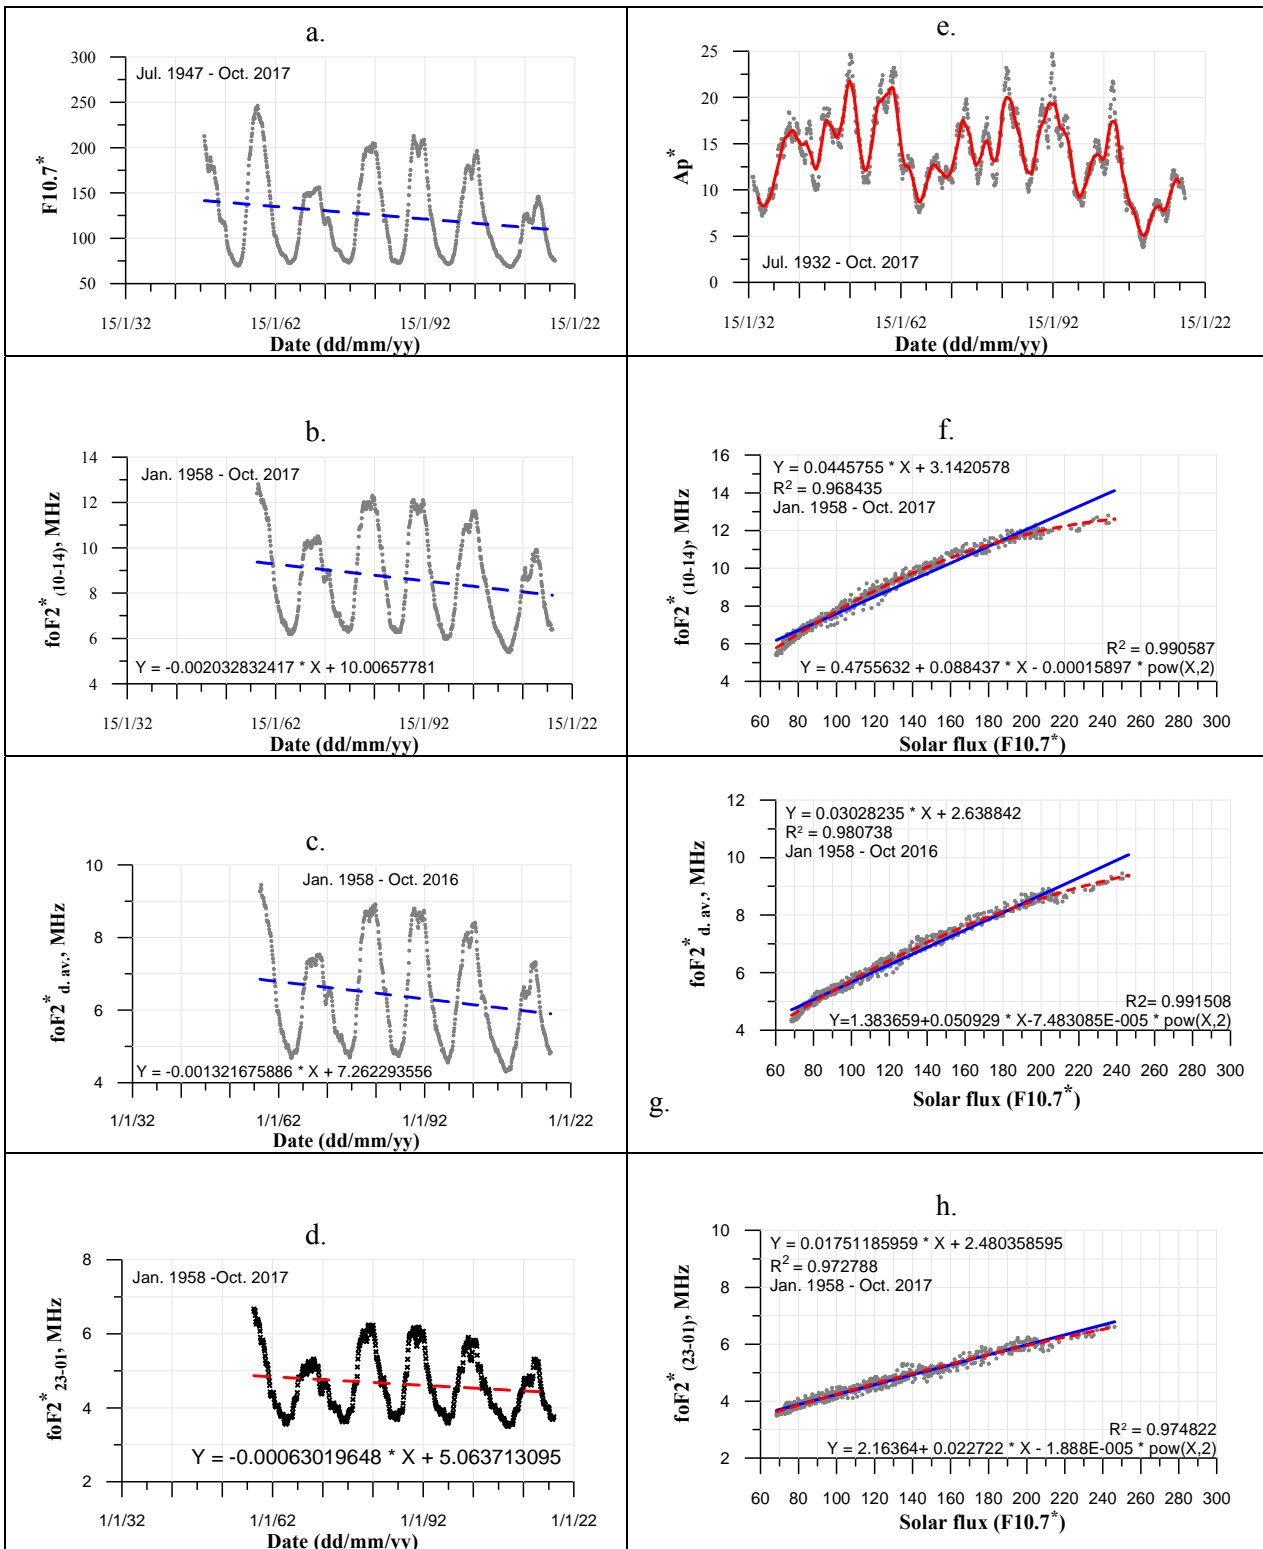 a.
300
250
200
150
100
50
F10.7*
Jul. 1947 - Oct. 2017
15/1/32 15/1/62 15/1/92 15/1/22
Date (dd/mm/yy)
e.
25
20
15
10
5
0
Ap*
Jul. 1932 - Oct. 2017
15/1/32 15/1/62 15/1/92 15/1/22
Date (dd/mm/yy)
b.
14
12
10
8
6
4
foF2*(10-14), MHz
Jan. 1958 - Oct. 2017
Y = -0.002032832417 * X + 10.00657781
15/1/32 15/1/62 15/1/92 15/1/22
Date (dd/mm/yy)
f.
16
14
12
10
8
6
4
foF2*(10-14), MHz
Y = 0.0445755 * X + 3.1420578
R2 = 0.968435
Jan. 1958 - Oct. 2017
R2 = 0.990587
Y = 0.4755632 + 0.088437 * X - 0.00015897 * pow(X,2)
60 80 100 120 140 160 180 200 220 240 260 280 300
Solar flux (F10.7*)
c.
10
8
6
4
foF2*d. av., MHz
Jan. 1958 - Oct. 2016
Y = -0.001321675886 * X + 7.262293556
1/1/32 1/1/62 1/1/92 1/1/22
Date (dd/mm/yy)
12
10
8
6
4
foF2*d. av., MHz
Y = 0.03028235 * X + 2.638842
R2 = 0.980738
Jan 1958 - Oct 2016
R2= 0.991508
Y=1.383659+0.050929 * X-7.483085E-005 * pow(X,2)
60 80 100 120 140 160 180 200 220 240 260 280 300
Solar flux (F10.7*)
g.
d.
8
6
4
2
foF2*23-01, MHz
Jan. 1958 -Oct. 2017
Y = -0.00063019648 * X + 5.063713095
1/1/32 1/1/62 1/1/92 1/1/22
Date (dd/mm/yy)
h.
10
8
6
4
2
foF2*(23-01), MHz
Y = 0.01751185959 * X + 2.480358595
R2 = 0.972788
Jan. 1958 - Oct. 2017
R2 = 0.974822
Y = 2.16364+ 0.022722 * X - 1.888E-005 * pow(X,2)
60 80 100 120 140 160 180 200 220 240 260 280 300
Solar flux (F10.7*)